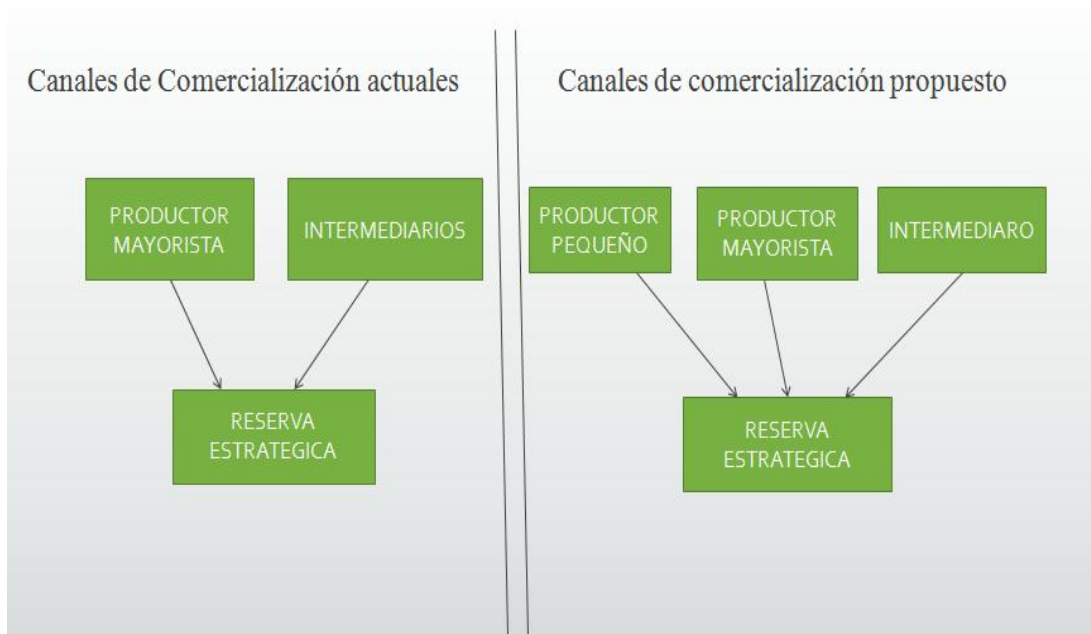 Canales de Comercialización actuales
PRODUCTOR
MAYORISTA
INTERMEDIARIOS
RESERVA
ESTRATEGICA
Canales de comercialización propuesto
PRODUCTOR
PEQUEÑO
PRODUCTOR
MAYORISTA
INTERMEDIARO
RESERVA
ESTRATEGICA